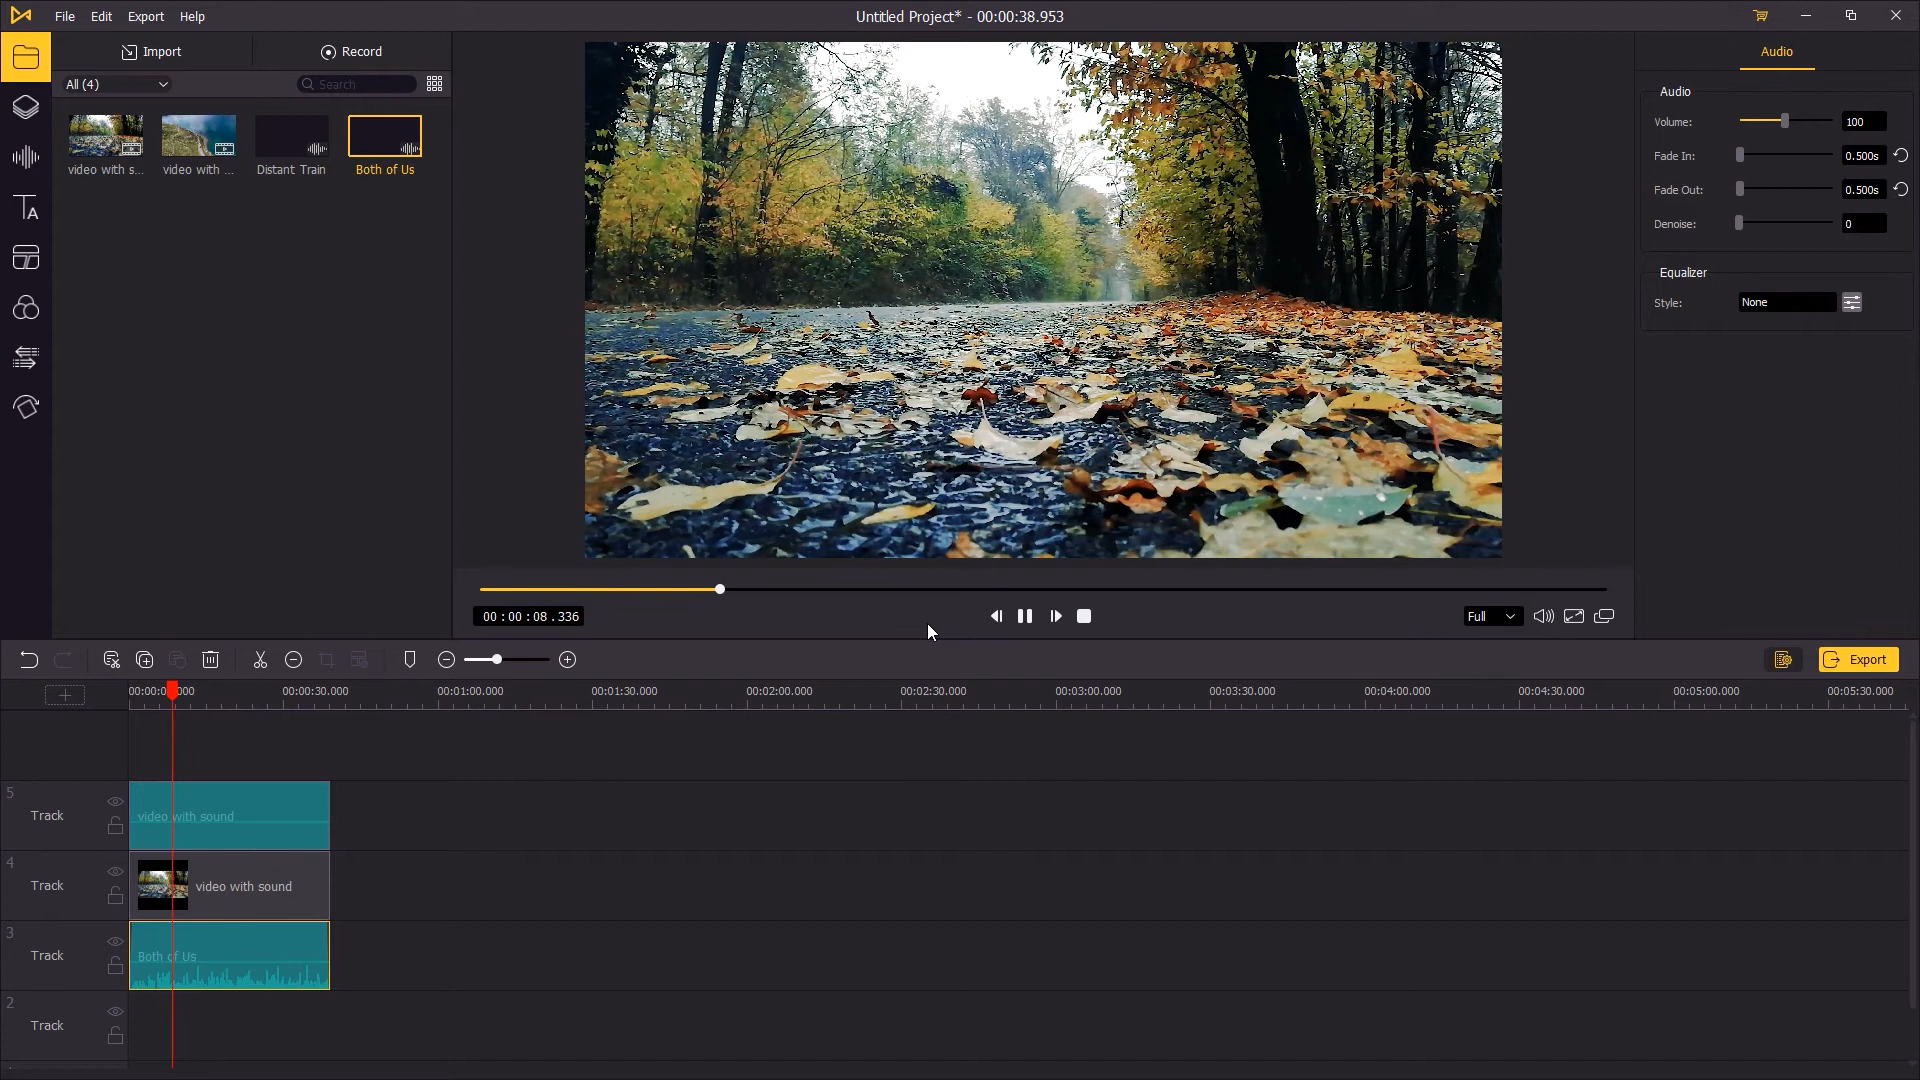 File Edit Export Help
Untitled Project* - 00:00:38.953
Import Record
All (4) Search
video with s... video with ... Distant Train Both of Us
Audio
Audio
Volume: 100
Fade In: 0.500s
Fade Out: 0.500s
Denoise: 0
Equalizer
Style: None
00:00:08.336
Full
Export
00:00:30.000 00:01:00.000 00:01:30.000 00:02:00.000 00:02:30.000 00:03:00.000 00:03:30.000 00:04:00.000 00:04:30.000 00:05:00.000 00:05:30.000
5 Track video with sound
4 Track video with sound
3 Track Both of Us
2 Track